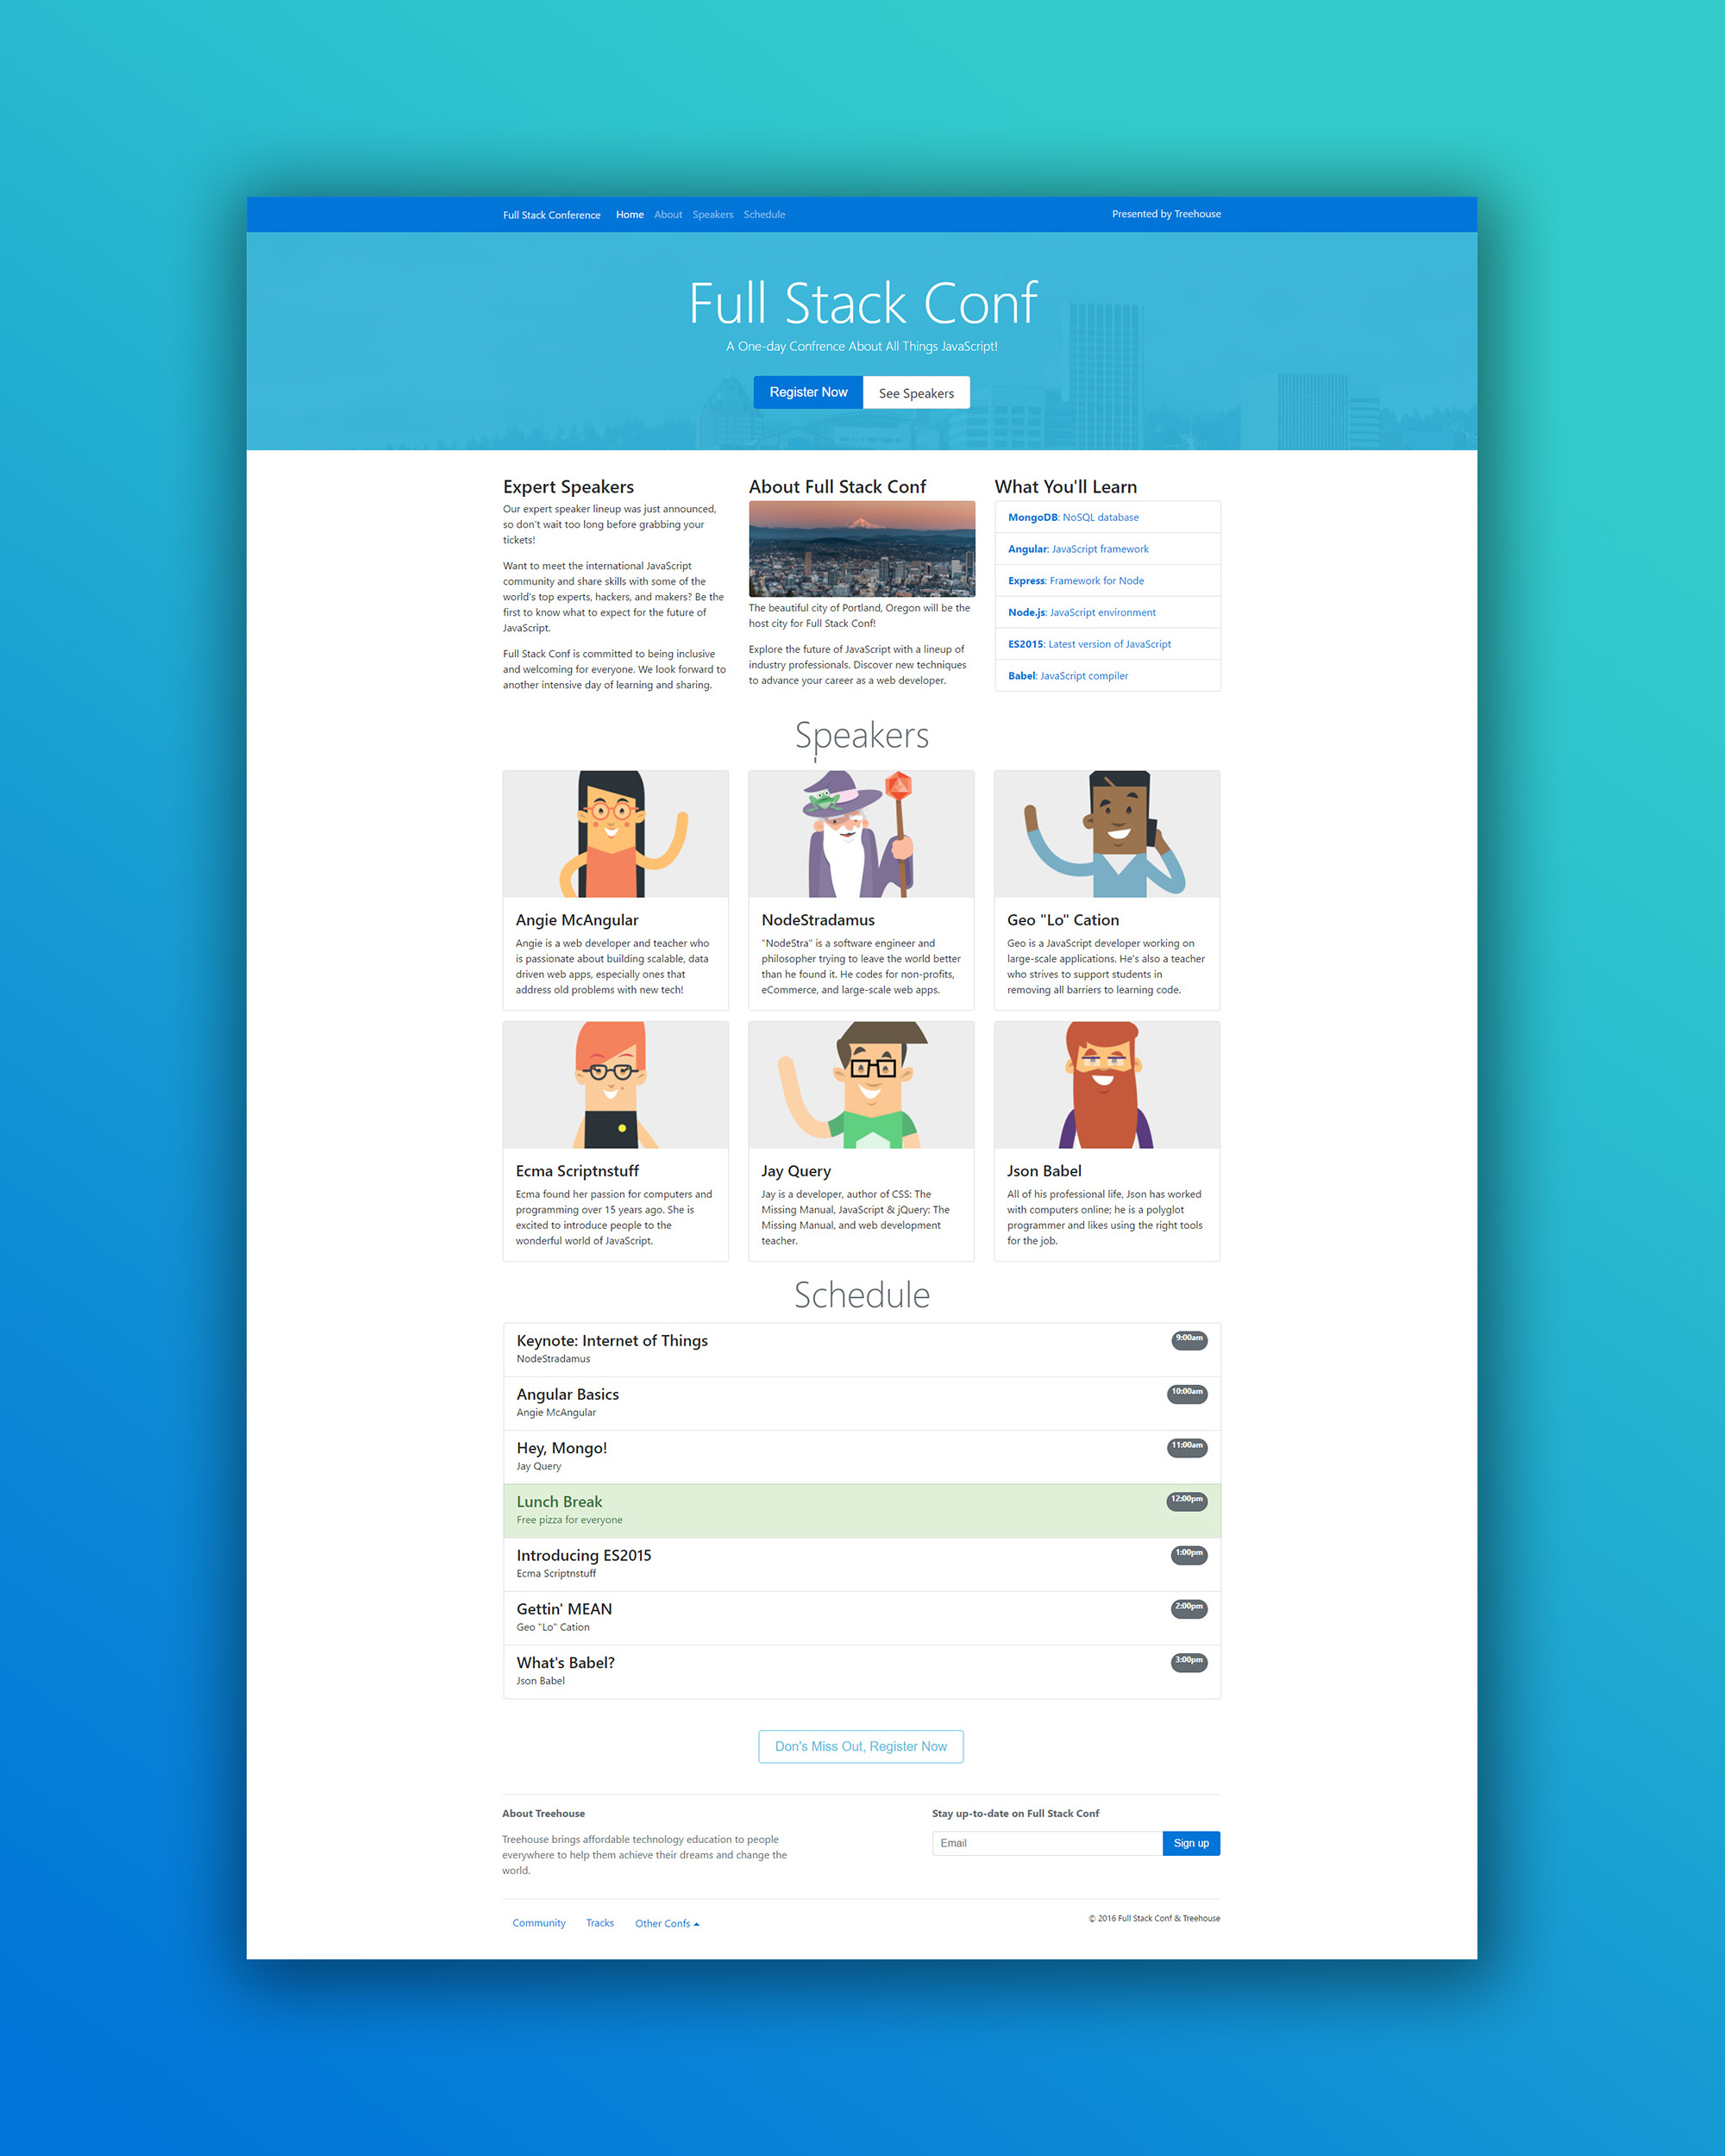 Full Stack Conference Home About Speakers Schedule Presented by Treehouse
Full Stack Conf
A One-day Confrence About All Things JavaScript!
Register Now See Speakers
Expert Speakers
Our expert speaker lineup was just announced,
so don't wait too long before grabbing your
tickets!
Want to meet the international JavaScript
community and share skills with some of the
world's top experts, hackers, and makers? Be the
first to know what to expect for the future of
JavaScript.
Full Stack Conf is committed to being inclusive
and welcoming for everyone. We look forward to
another intensive day of learning and sharing.
About Full Stack Conf
The beautiful city of Portland, Oregon will be the
host city for Full Stack Conf!
Explore the future of JavaScript with a lineup of
industry professionals. Discover new techniques
to advance your career as a web developer.
What You'll Learn
MongoDB: NoSQL database
Angular: JavaScript framework
Express: Framework for Node
Node.js: JavaScript environment
ES2015: Latest version of JavaScript
Babel: JavaScript compiler
Speakers
Angie McAngular
Angie is a web developer and teacher who
is passionate about building scalable, data
driven web apps, especially ones that
address old problems with new tech!
NodeStradamus
"NodeStra" is a software engineer and
philosopher trying to leave the world better
than he found it. He codes for non-profits,
eCommerce, and large-scale web apps.
Geo "Lo" Cation
Geo is a JavaScript developer working on
large-scale applications. He's also a teacher
who strives to support students in
removing all barriers to learning code.
Ecma Scriptnstuff
Ecma found her passion for computers and
programming over 15 years ago. She is
excited to introduce people to the
wonderful world of JavaScript.
Jay Query
Jay is a developer, author of CSS: The
Missing Manual, JavaScript & jQuery: The
Missing Manual, and web development
teacher.
Json Babel
All of his professional life, Json has worked
with computers online; he is a polyglot
programmer and likes using the right tools
for the job.
Schedule
Keynote: Internet of Things 9:00am
NodeStradamus
Angular Basics 10:00am
Angie McAngular
Hey, Mongo! 11:00am
Jay Query
Lunch Break 12:00pm
Free pizza for everyone
Introducing ES2015 1:00pm
Ecma Scriptnstuff
Gettin' MEAN 2:00pm
Geo "Lo" Cation
What's Babel? 3:00pm
Json Babel
Don's Miss Out, Register Now
About Treehouse
Treehouse brings affordable technology education to people
everywhere to help them achieve their dreams and change the
world.
Stay up-to-date on Full Stack Conf
Email Sign up
Community Tracks Other Confs
© 2016 Full Stack Conf & Treehouse